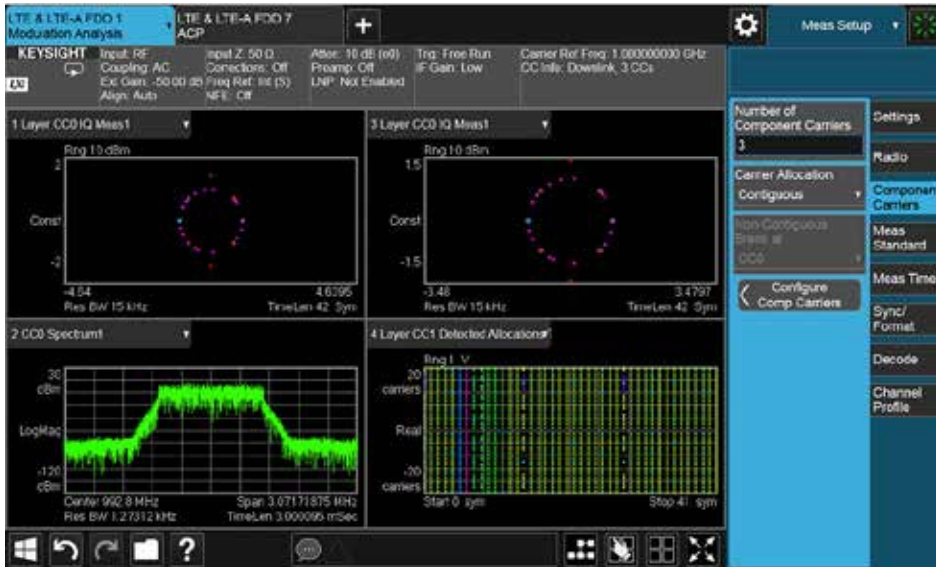 LTE & LTE-A FDD 1
Modulation Analysis
LTE & LTE-A FDD 7
ACP
Meas Setup
KEYSIGHT
Input: RF
Coupling: AC
Ext Gain: -50.00 dB
Align: Auto
Input Z: 50 Ω
Corrections: Off
Freq Ref: Int (S)
NFE: Off
Atten: 10 dB (e0)
Preamp: Off
LNP: Not Enabled
Trig: Free Run
IF Gain: Low
Carrier Ref Freq: 1.000000000 GHz
CC Info: Downlink, 3 CCs
1 Layer CC0 IQ Meas1
Rng 10 dBm
2
Const
-2
-4.64
4.6395
Res BW 15 kHz
TimeLen 42 Sym
3 Layer CC0 IQ Meas1
Rng 10 dBm
1.5
Const
-1.5
-3.48
3.4797
Res BW 15 kHz
TimeLen 42 Sym
2 CC0 Spectrum1
30
dBm
LogMag
-120
dBm
Center 992.8 MHz
Span 3.07171875 MHz
Res BW 1.27312 kHz
TimeLen 3.000096 mSec
4 Layer CC1 Detected Allocations
Rng 1 V
20
carriers
Real
-20
carriers
Start 0 sym
Stop 41 sym
Number of
Component Carriers
3
Carrier Allocation
Contiguous
Non-Contiguous
CC0
Configure
Comp Carriers
Settings
Radio
Component
Carriers
Meas
Standard
Meas Time
Sync/
Format
Decode
Channel
Profile